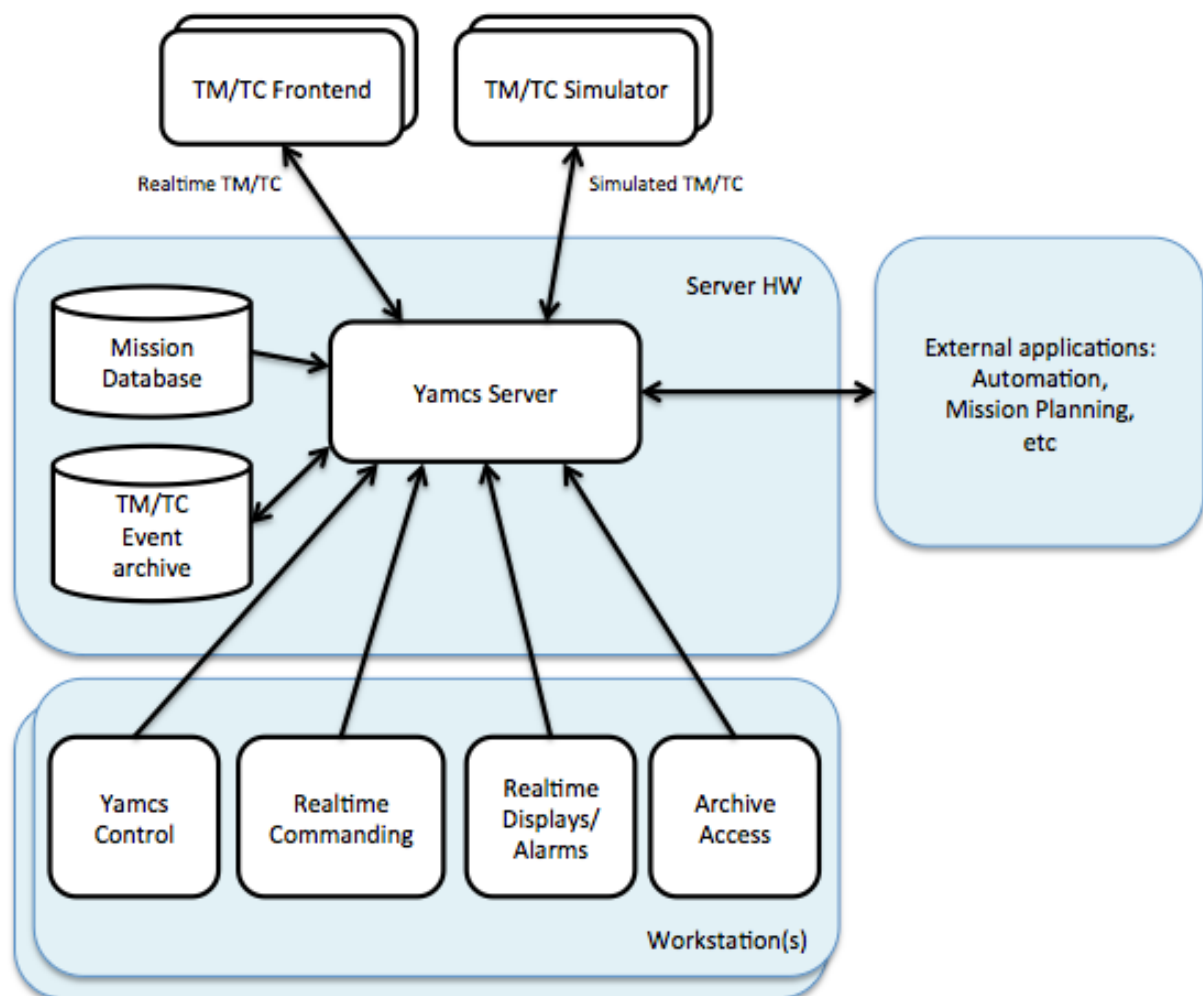 TM/TC Frontend
TM/TC Simulator
Realtime TM/TC
Simulated TM/TC
Server HW
Mission
Database
Yamcs Server
External applications:
Automation,
Mission Planning,
etc
TM/TC
Event
archive
Yamcs
Control
Realtime
Commanding
Realtime
Displays/
Alarms
Archive
Access
Workstation(s)